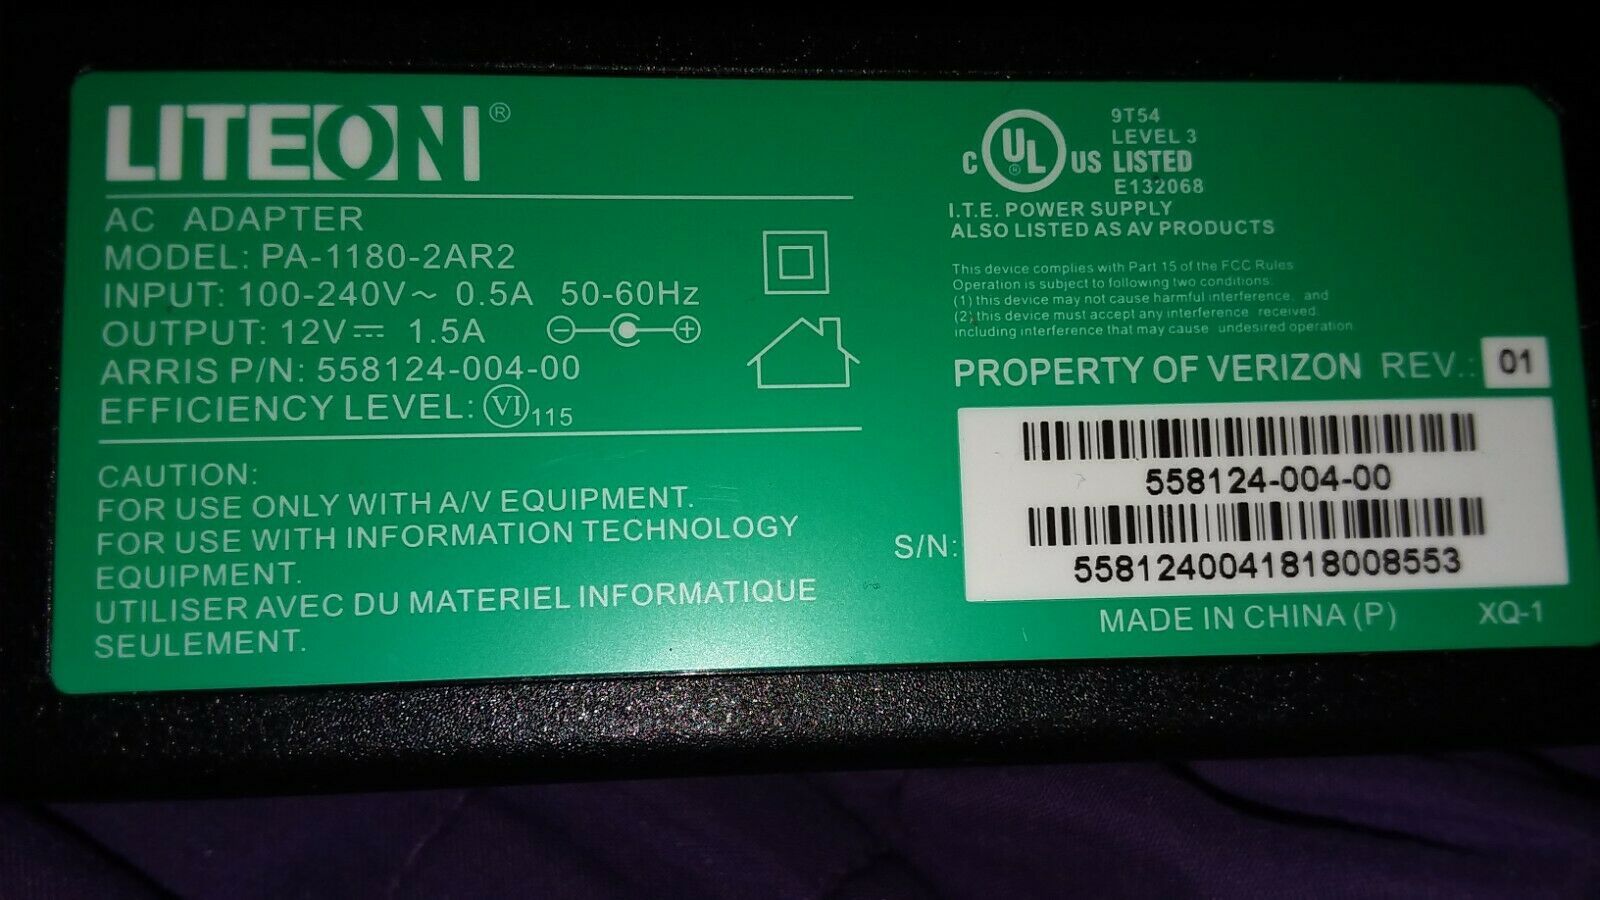 LITEON®
AC ADAPTER
MODEL: PA-1180-2AR2
INPUT: 100-240V~ 0.5A 50-60Hz
OUTPUT: 12V⎓ 1.5A
ARRIS P/N: 558124-004-00
EFFICIENCY LEVEL: VI 115
CAUTION:
FOR USE ONLY WITH A/V EQUIPMENT.
FOR USE WITH INFORMATION TECHNOLOGY
EQUIPMENT.
UTILISER AVEC DU MATERIEL INFORMATIQUE
SEULEMENT.
9T54
LEVEL 3
C UL® US LISTED
E132068
I.T.E. POWER SUPPLY
ALSO LISTED AS AV PRODUCTS
This device complies with Part 15 of the FCC Rules
Operation is subject to following two conditions:
(1) this device may not cause harmful interference, and
(2) this device must accept any interference received,
including interference that may cause undesired operation
PROPERTY OF VERIZON REV.: 01
558124-004-00
S/N: 5581240041818008553
MADE IN CHINA (P) XQ-1